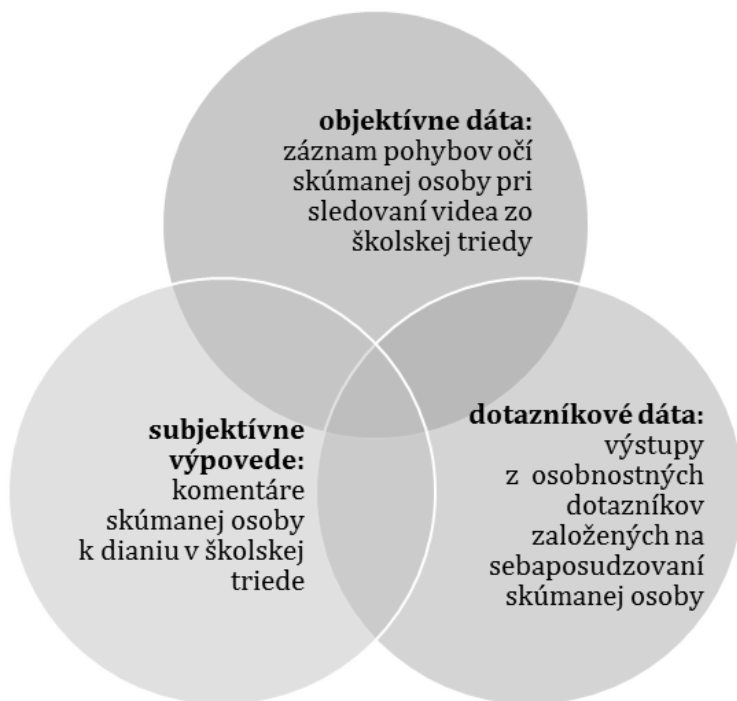 objektívne dáta:
záznam pohybov očí
skúmanej osoby pri
sledovaní videa zo
školskej triedy
subjektívne
výpovede:
komentáre
skúmanej osoby
k dianiu v školskej
triede
dotazníkové dáta:
výstupy
z osobnostných
dotazníkov
založených na
sebaposudzovaní
skúmanej osoby